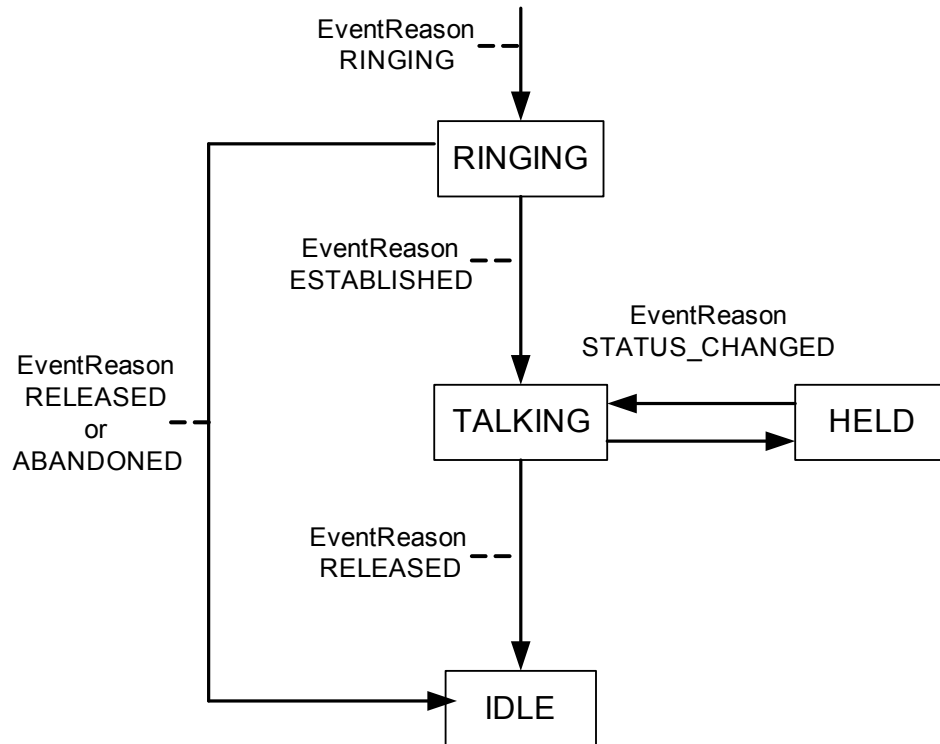 EventReason
RINGING
RINGING
EventReason
ESTABLISHED
EventReason
STATUS_CHANGED
EventReason
RELEASED
or
ABANDONED
TALKING
HELD
EventReason
RELEASED
IDLE